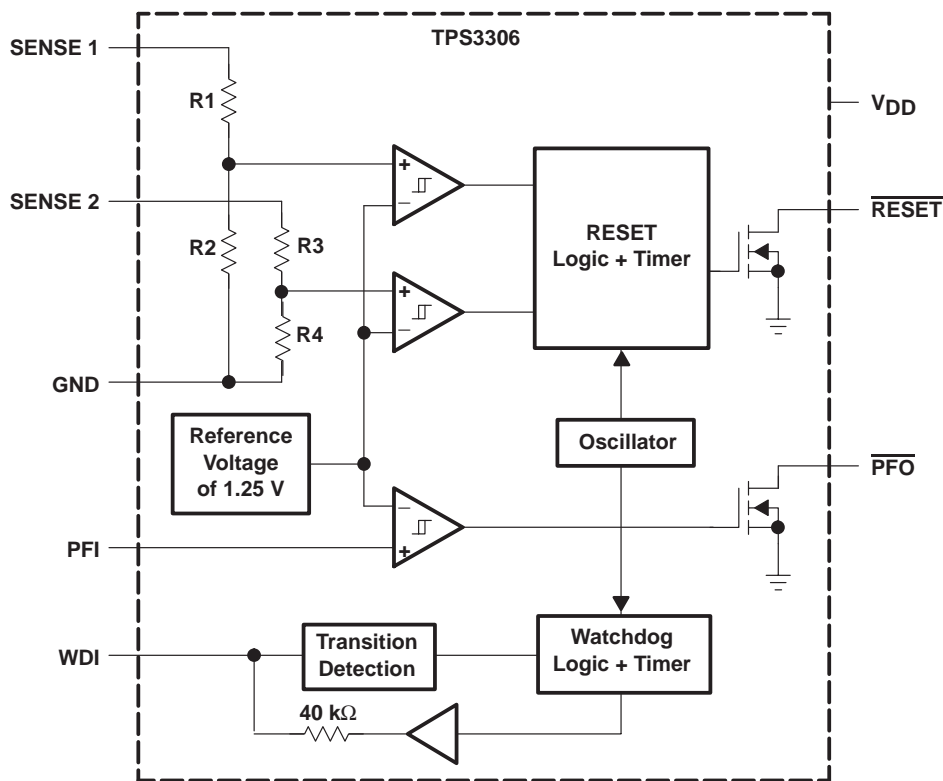 TPS3306
SENSE 1
R1
VDD
+
–
SENSE 2
RESET
R2
R3
RESET
Logic + Timer
+
–
R4
GND
Reference
Voltage
of 1.25 V
Oscillator
PFO
–
+
PFI
WDI
Transition
Detection
Watchdog
Logic + Timer
40 kΩ